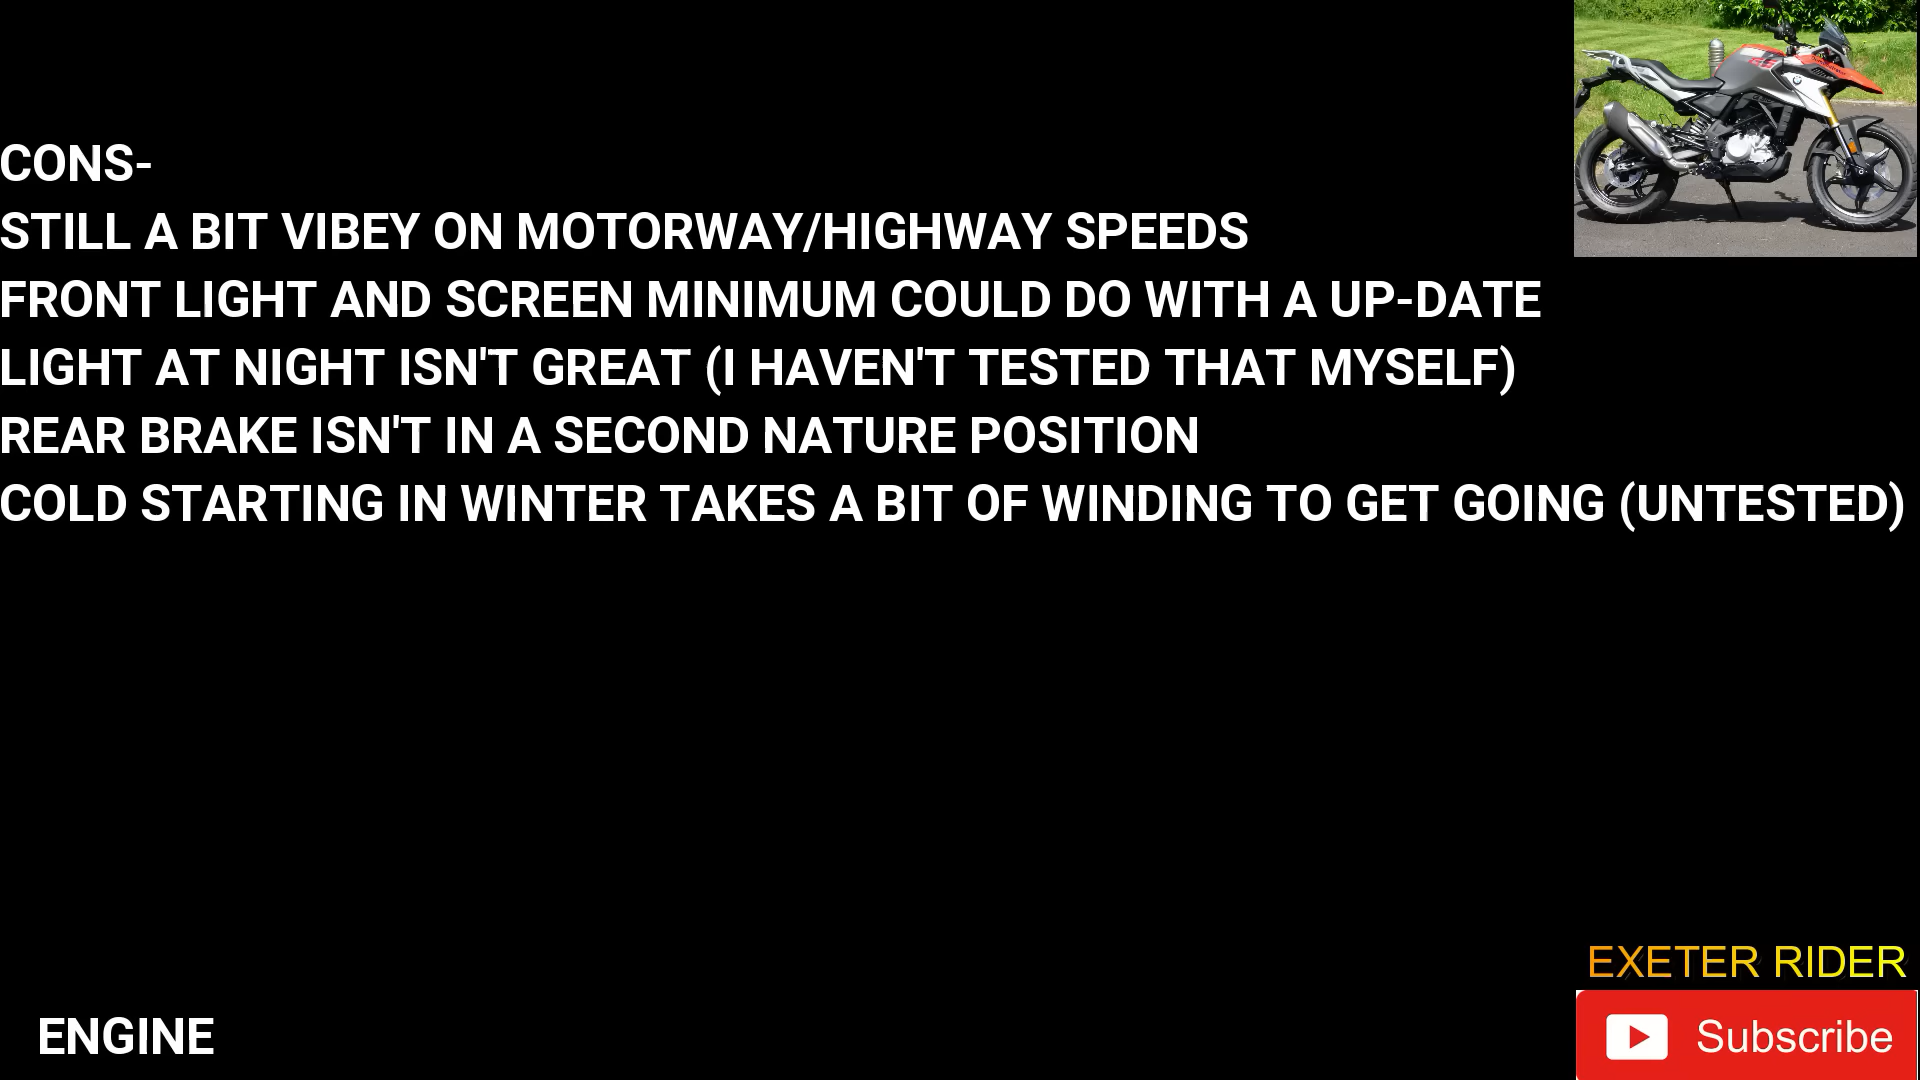 CONS-
STILL A BIT VIBEY ON MOTORWAY/HIGHWAY SPEEDS
FRONT LIGHT AND SCREEN MINIMUM COULD DO WITH A UP-DATE
LIGHT AT NIGHT ISN'T GREAT (I HAVEN'T TESTED THAT MYSELF)
REAR BRAKE ISN'T IN A SECOND NATURE POSITION
COLD STARTING IN WINTER TAKES A BIT OF WINDING TO GET GOING (UNTESTED)
EXETER RIDER
ENGINE
Subscribe